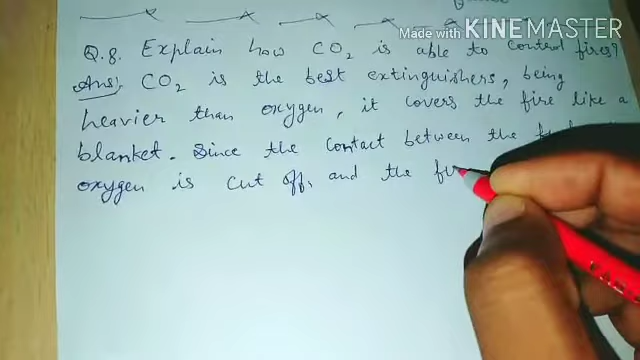 Made with KINEMASTER
Q.8. Explain how CO2 is able to control fires?
Ans: CO2 is the best extinguishers, being
heavier than oxygen, it covers the fire like a
blanket. Since the contact between the
oxygen is cut off, and the